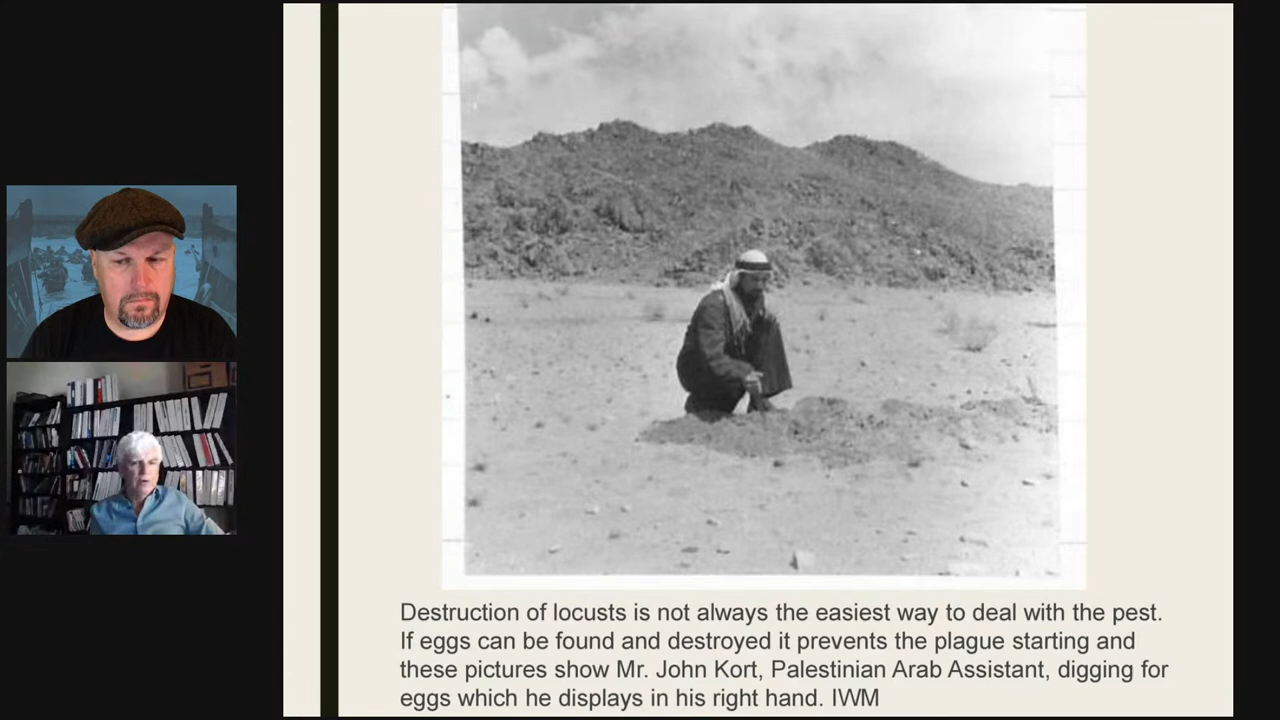 Destruction of locusts is not always the easiest way to deal with the pest.
If eggs can be found and destroyed it prevents the plague starting and
these pictures show Mr. John Kort, Palestinian Arab Assistant, digging for
eggs which he displays in his right hand. IWM